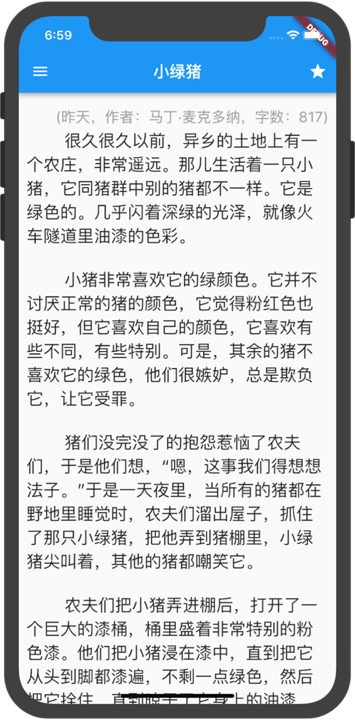 6:59
DEBUG
小绿猪
(昨天，作者：马丁·麦克多纳，字数：817)
很久很久以前，异乡的土地上有一
个农庄，非常遥远。那儿生活着一只小
猪，它同猪群中别的猪都不一样。它是
绿色的。几乎闪着深绿的光泽，就像火
车隧道里油漆的色彩。
小猪非常喜欢它的绿颜色。它并不
讨厌正常的猪的颜色，它觉得粉红色也
挺好，但它喜欢自己的颜色，它喜欢有
些不同，有些特别。可是，其余的猪不
喜欢它的绿色，他们很嫉妒，总是欺负
它，让它受罪。
猪们没完没了的抱怨惹恼了农夫
们，于是他们想，“嗯，这事我们得想想
法子。”于是一天夜里，当所有的猪都在
野地里睡觉时，农夫们溜出屋子，抓住
了那只小绿猪，把他弄到猪棚里，小绿
猪尖叫着，其他的猪都嘲笑它。
农夫们把小猪弄进棚后，打开了一
个巨大的漆桶，桶里盛着非常特别的粉
色漆。他们把小猪浸在漆中，直到把它
从头到脚都漆遍，不剩一点绿色，然后
把它拴住，直到晾干了它身上的油漆。